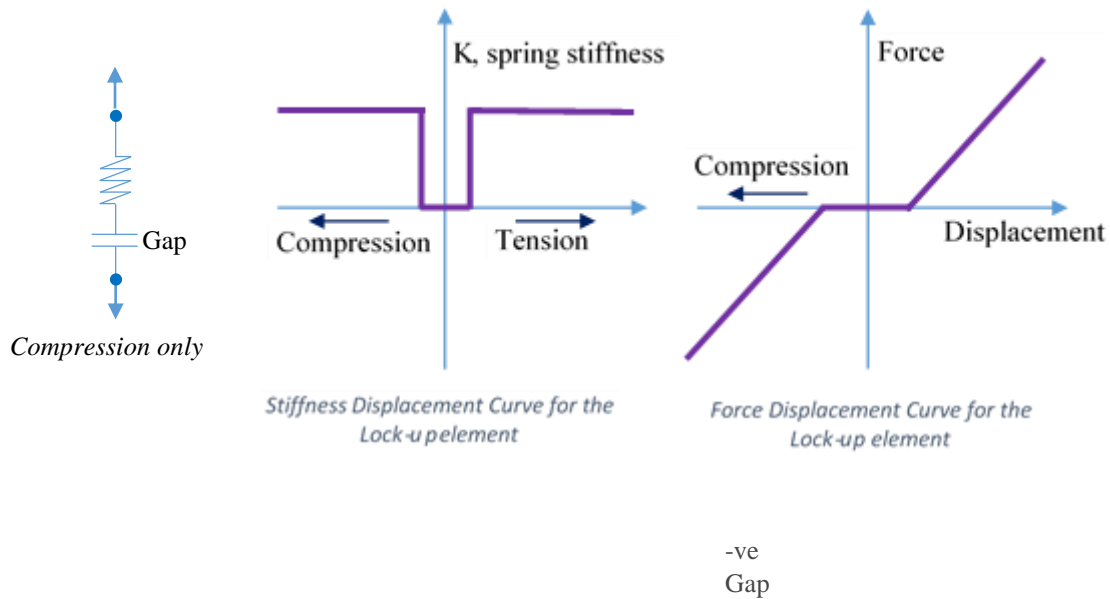 Gap
Compression only
K, spring stiffness
Compression
Tension
Stiffness Displacement Curve for the
Lock-u pelement
Force
Compression
Displacement
Force Displacement Curve for the
Lock-up element
-ve
Gap